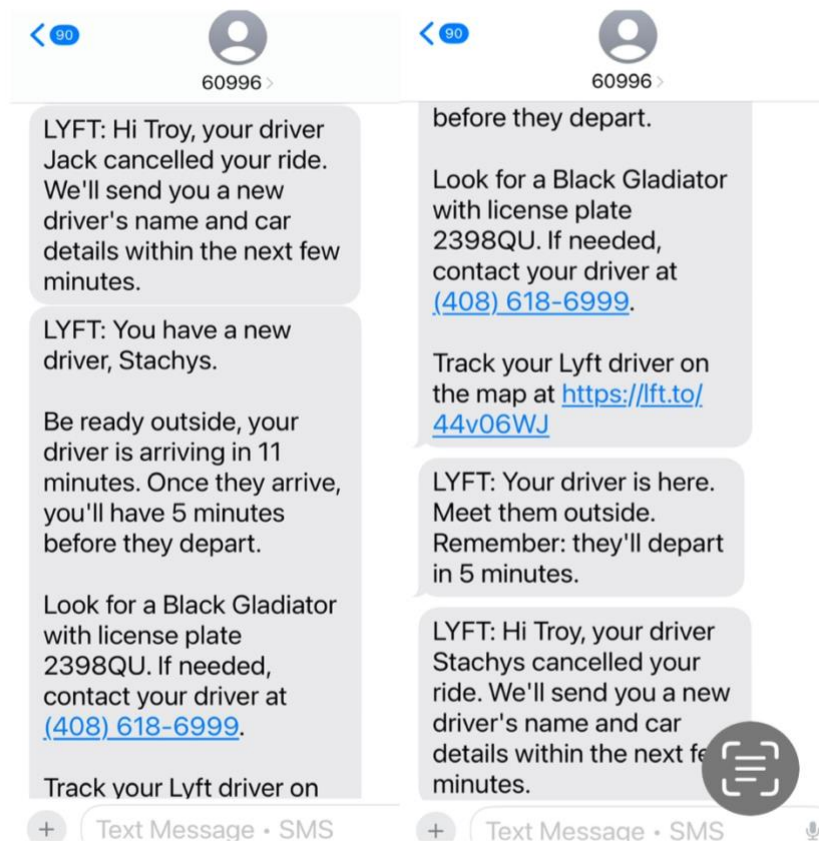 90
60996
LYFT: Hi Troy, your driver
Jack cancelled your ride.
We'll send you a new
driver's name and car
details within the next few
minutes.
LYFT: You have a new
driver, Stachys.
Be ready outside, your
driver is arriving in 11
minutes. Once they arrive,
you'll have 5 minutes
before they depart.
Look for a Black Gladiator
with license plate
2398QU. If needed,
contact your driver at
(408) 618-6999.
Track your Lyft driver on
Text Message • SMS
90
60996
before they depart.
Look for a Black Gladiator
with license plate
2398QU. If needed,
contact your driver at
(408) 618-6999.
Track your Lyft driver on
the map at https://lft.to/
44v06WJ
LYFT: Your driver is here.
Meet them outside.
Remember: they'll depart
in 5 minutes.
LYFT: Hi Troy, your driver
Stachys cancelled your
ride. We'll send you a new
driver's name and car
details within the next fe
minutes.
Text Message • SMS